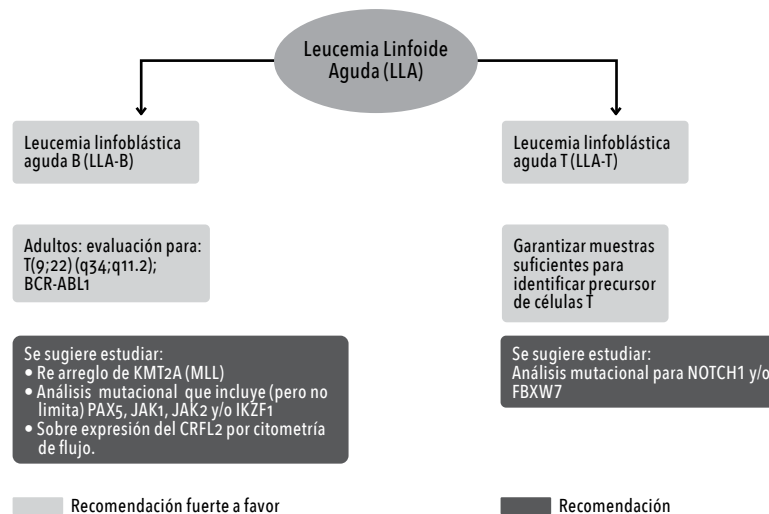 Leucemia Linfoide
Aguda (LLA)
Leucemia linfoblástica
aguda B (LLA-B)
Leucemia linfoblástica
aguda T (LLA-T)
Adultos: evaluación para:
T(9;22) (q34;q11.2);
BCR-ABL1
Garantizar muestras
suficientes para
identificar precursor
de células T
Se sugiere estudiar:
• Re arreglo de KMT2A (MLL)
• Análisis mutacional que incluye (pero no
limita) PAX5, JAK1, JAK2 y/o IKZF1
• Sobre expresión del CRFL2 por citometría
de flujo.
Se sugiere estudiar:
Análisis mutacional para NOTCH1 y/o
FBXW7
Recomendación fuerte a favor
Recomendación